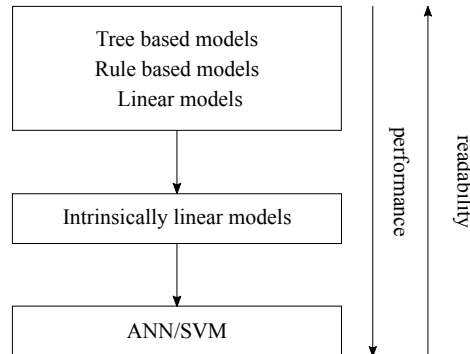 Tree based models
Rule based models
Linear models
Intrinsically linear models
ANN/SVM
performance
readability